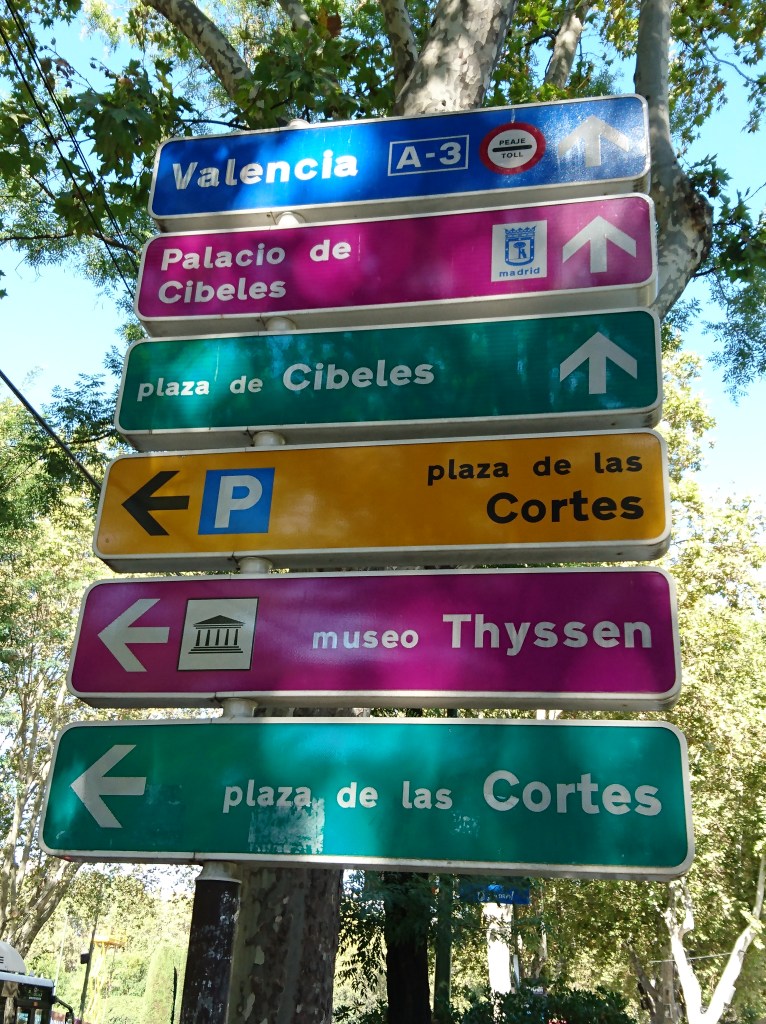 Valencia A-3 PEAJE
TOLL
Palacio de
Cibeles
madrid
plaza de Cibeles
P plaza de las
Cortes
museo Thyssen
plaza de las Cortes